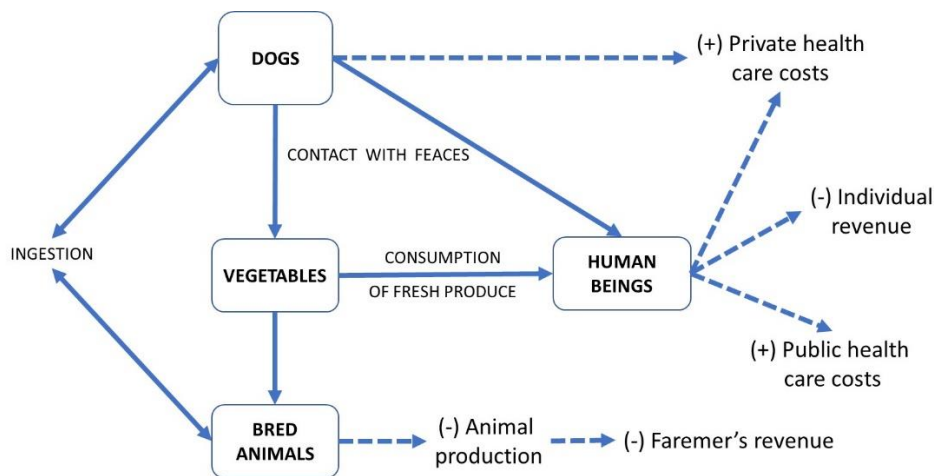 DOGS
(+) Private health
care costs
CONTACT WITH FEACES
(-) Individual
revenue
INGESTION
VEGETABLES
CONSUMPTION
OF FRESH PRODUCE
HUMAN
BEINGS
(+) Public health
care costs
BRED
ANIMALS
(-) Animal
production
(-) Faremer's revenue